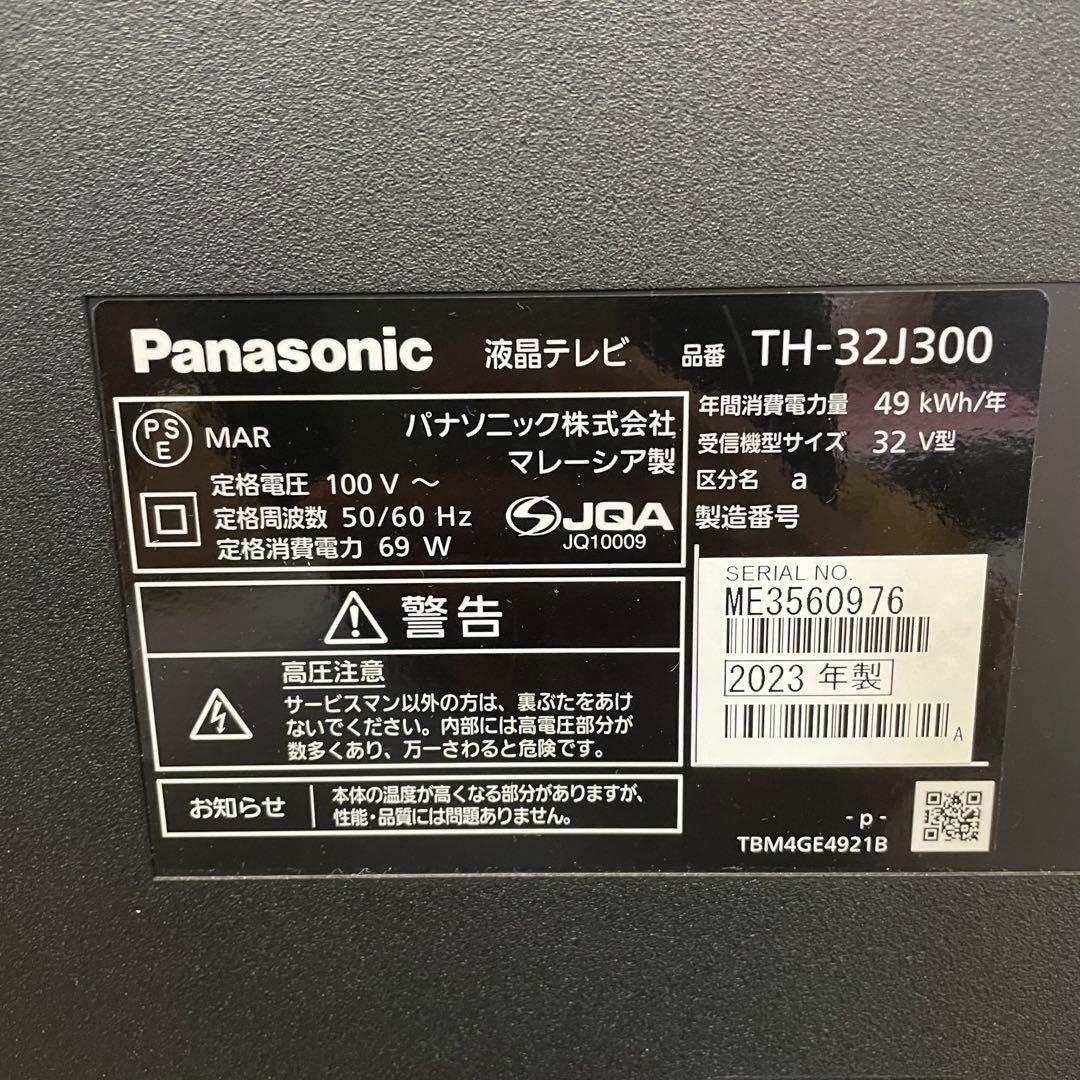 Panasonic 液晶テレビ 品番 TH-32J300
PSE MAR パナソニック株式会社
マレーシア製
定格電圧 100 V ～
定格周波数 50/60 Hz
定格消費電力 69 W
JQA
JQ10009
年間消費電力量 49 kWh/年
受信機型サイズ 32 V型
区分名 a
製造番号
SERIAL NO.
ME3560976
2023 年製
A
警告
高圧注意
サービスマン以外の方は、裏ぶたをあけ
ないでください。内部には高電圧部分が
数多くあり、万一さわると危険です。
お知らせ
本体の温度が高くなる部分がありますが、
性能・品質には問題ありません。
- p -
TBM4GE4921B